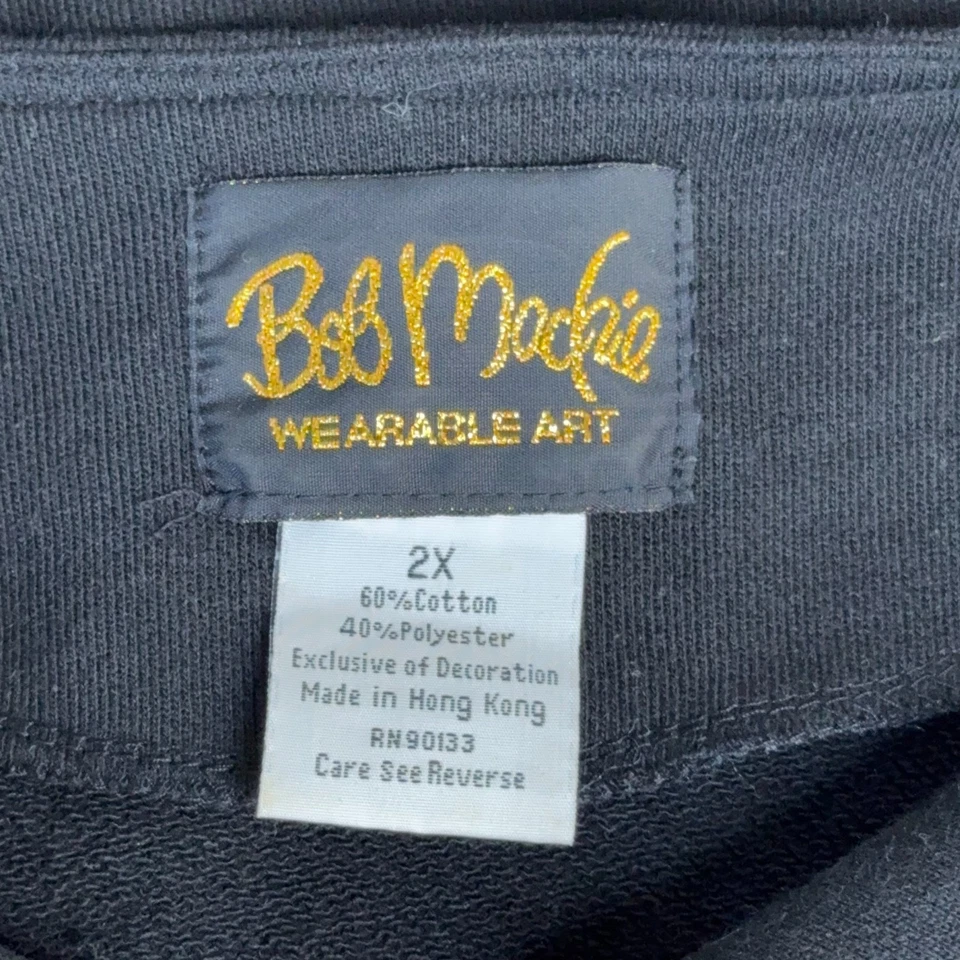 Bob Mackie
WEARABLE ART
2X
60%Cotton
40%Polyester
Exclusive of Decoration
Made in Hong Kong
RN90133
Care See Reverse